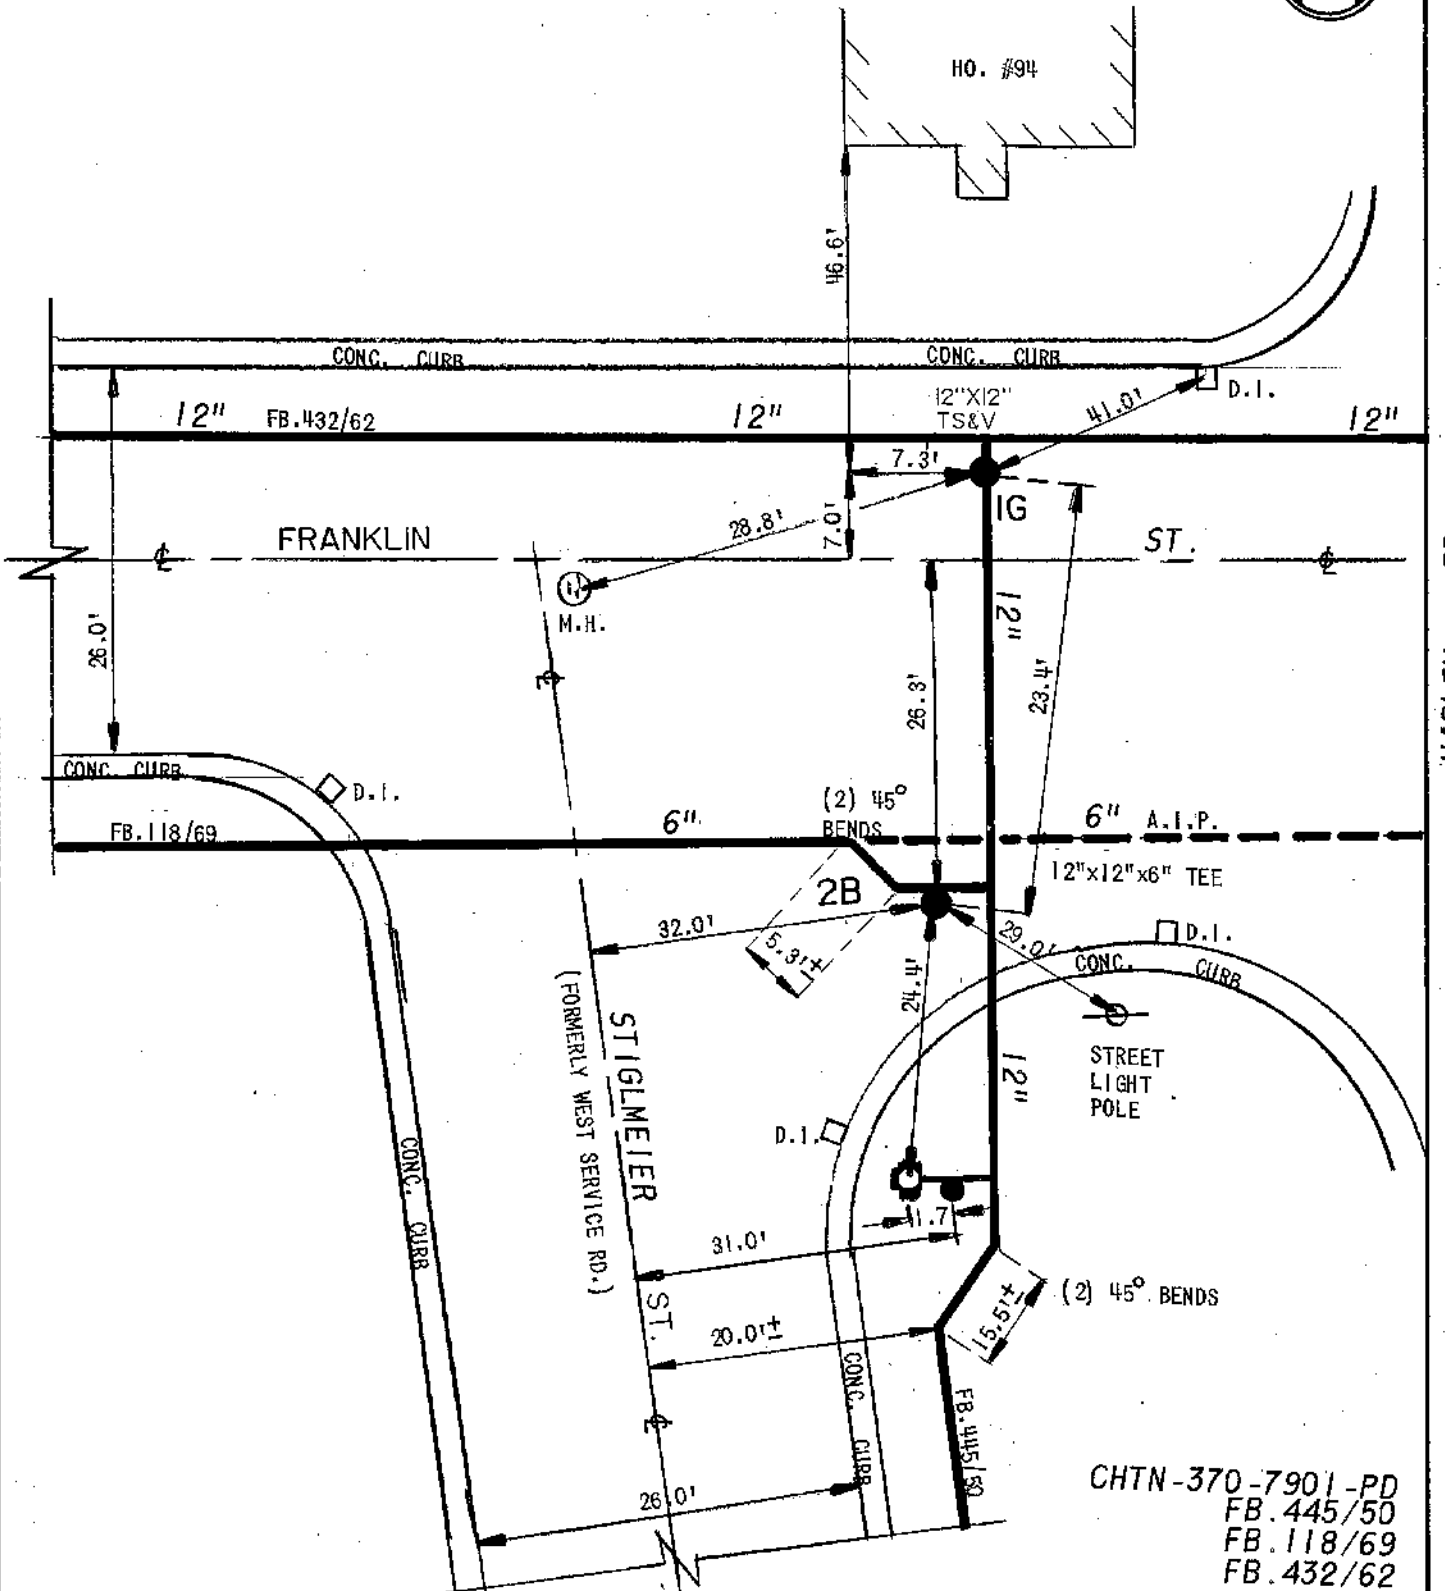 HO. #94
46.6'
CONC. CURB
CONC. CURB
12"X12"
TS&V
41.0'
D.I.
12"
FB.432/62
12"
12"
7.3'
28.8'
7.0'
1G
FRANKLIN
ST.
M.H.
26.0'
12"
26.3'
23.4'
CONC. CURB
D.I.
(2) 45°
BENDS
FB.118/69
6"
6" A.I.P.
12"x12"x6" TEE
2B
32.0'
5.3'±
29.0'
D.I.
CONC. CURB
24.4'
STIGLMEIER
(FORMERLY WEST SERVICE RD.)
ST.
12"
STREET
LIGHT
POLE
D.I.
CONC. CURB
1.7
31.0'
(2) 45° BENDS
15.5'±
20.0'±
CONC. CURB
FB.445/50
26.0'
CHTN-370-7901-PD
FB.445/50
FB.118/69
FB.432/62